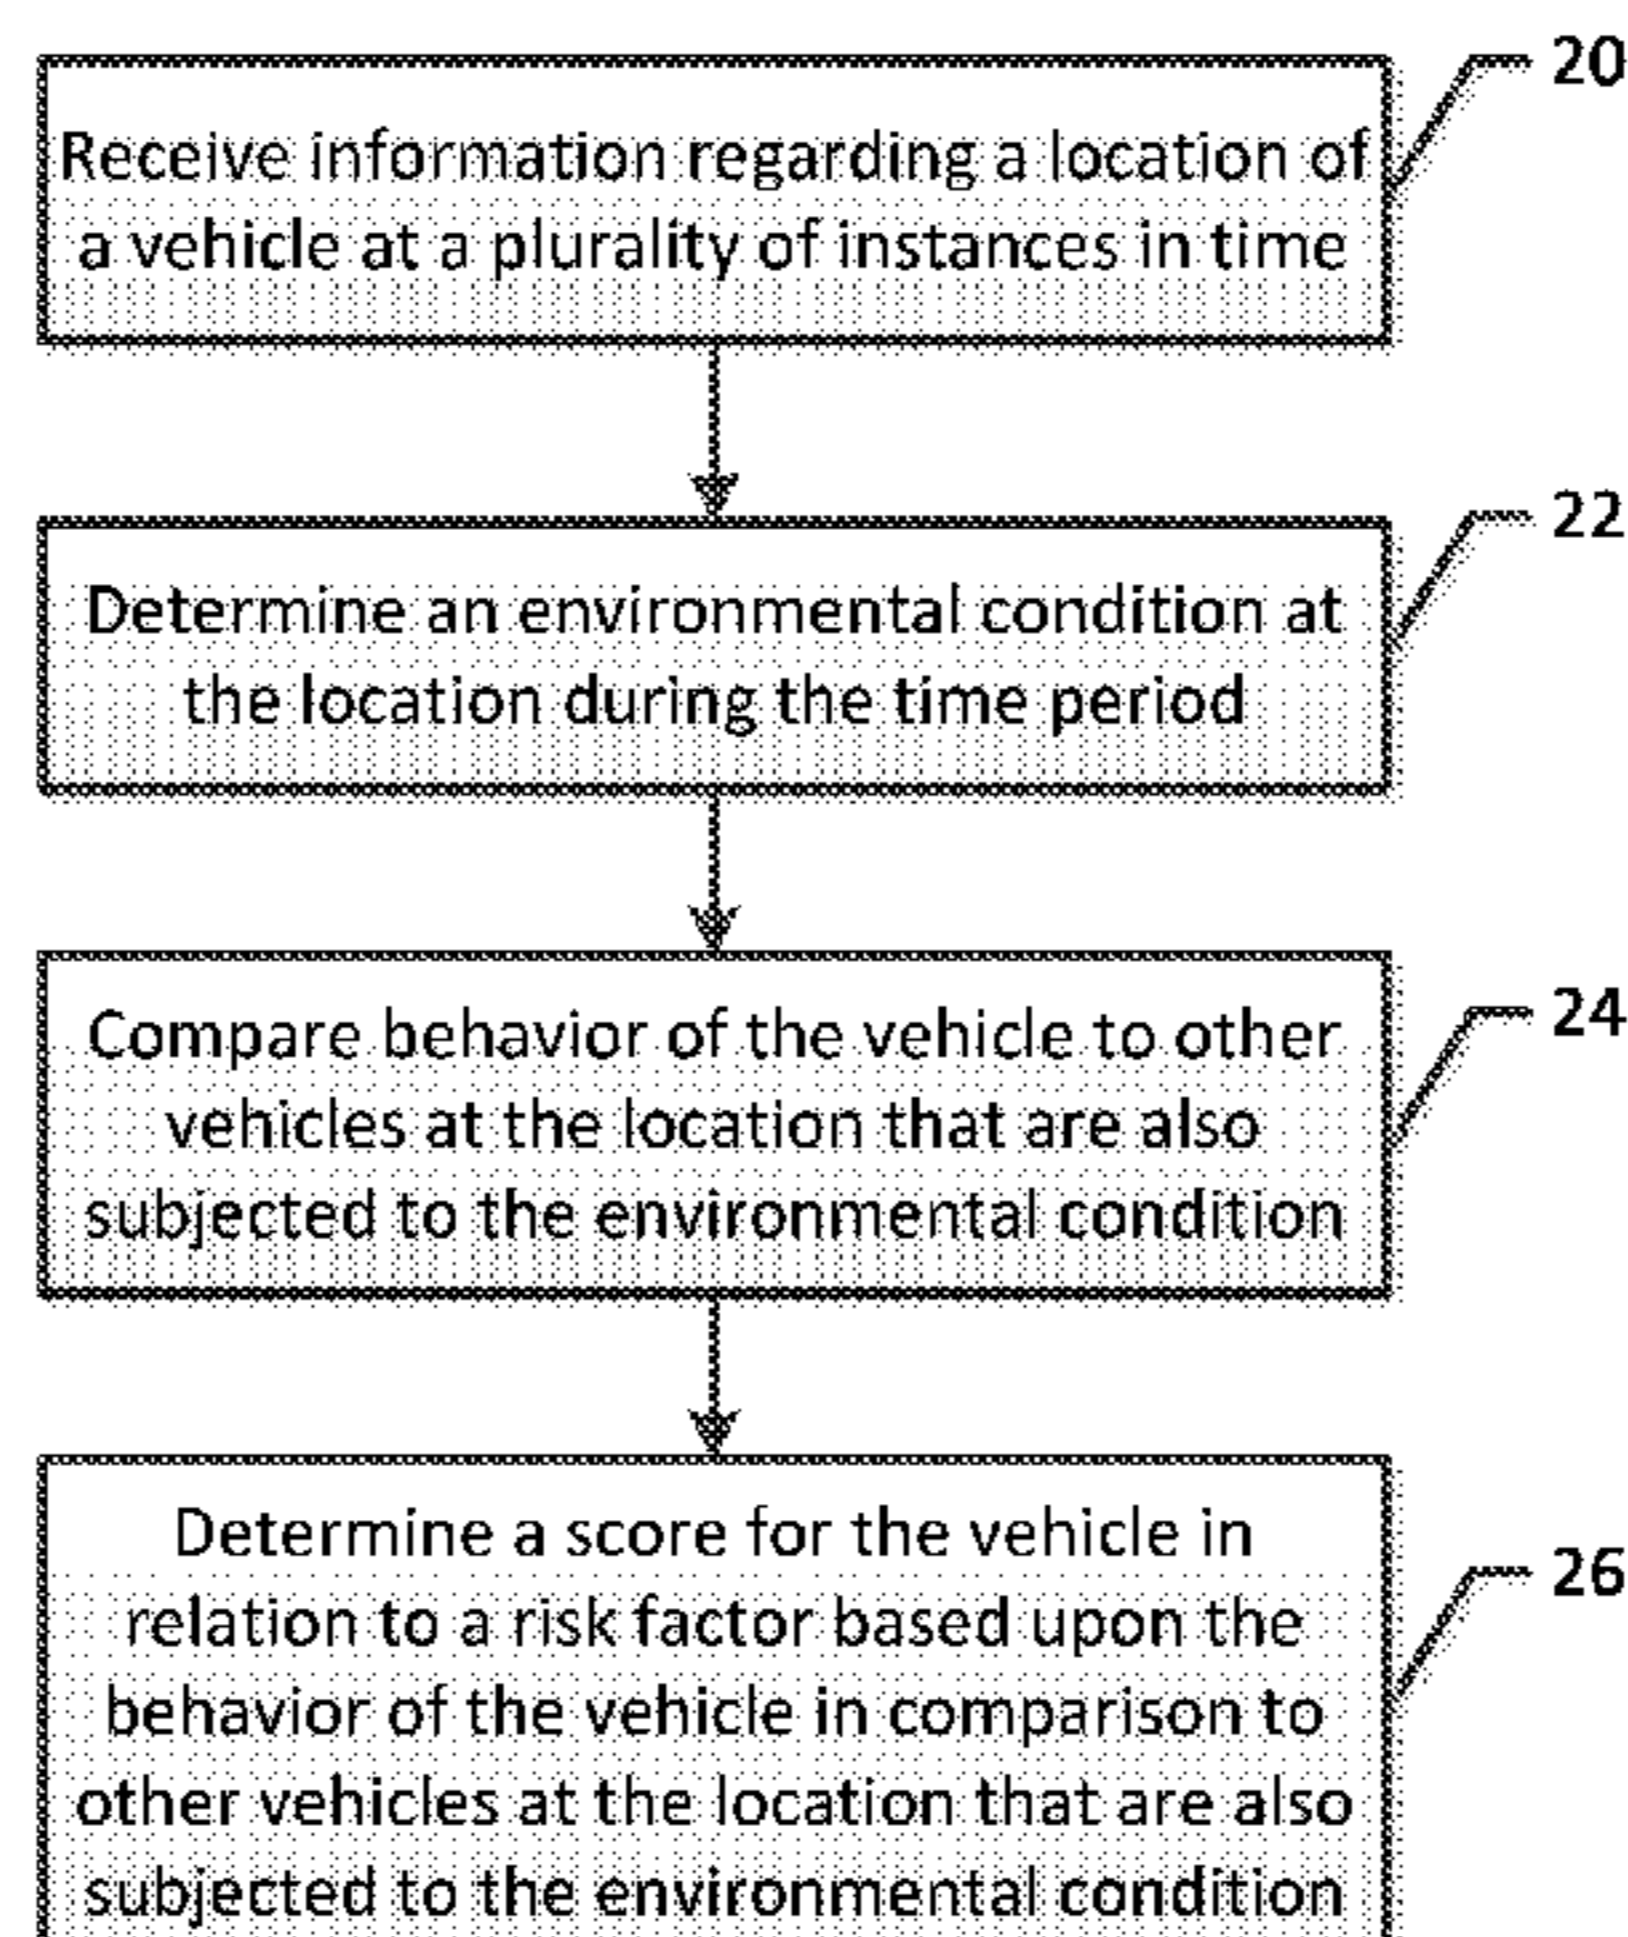 20
Receive information regarding a location of
a vehicle at a plurality of instances in time
22
Determine an environmental condition at
the location during the time period
24
Compare behavior of the vehicle to other
vehicles at the location that are also
subjected to the environmental condition
26
Determine a score for the vehicle in
relation to a risk factor based upon the
behavior of the vehicle in comparison to
other vehicles at the location that are also
subjected to the environmental condition